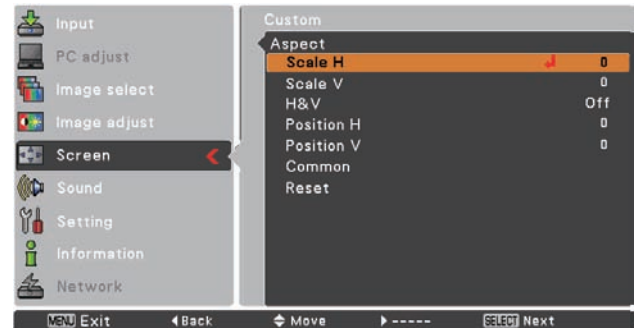 Input
PC adjust
Image select
Image adjust
Screen
Sound
Setting
Information
Network
Custom
Aspect
Scale H 0
Scale V 0
H&V Off
Position H 0
Position V 0
Common
Reset
MENU Exit Back Move ----- SELECT Next